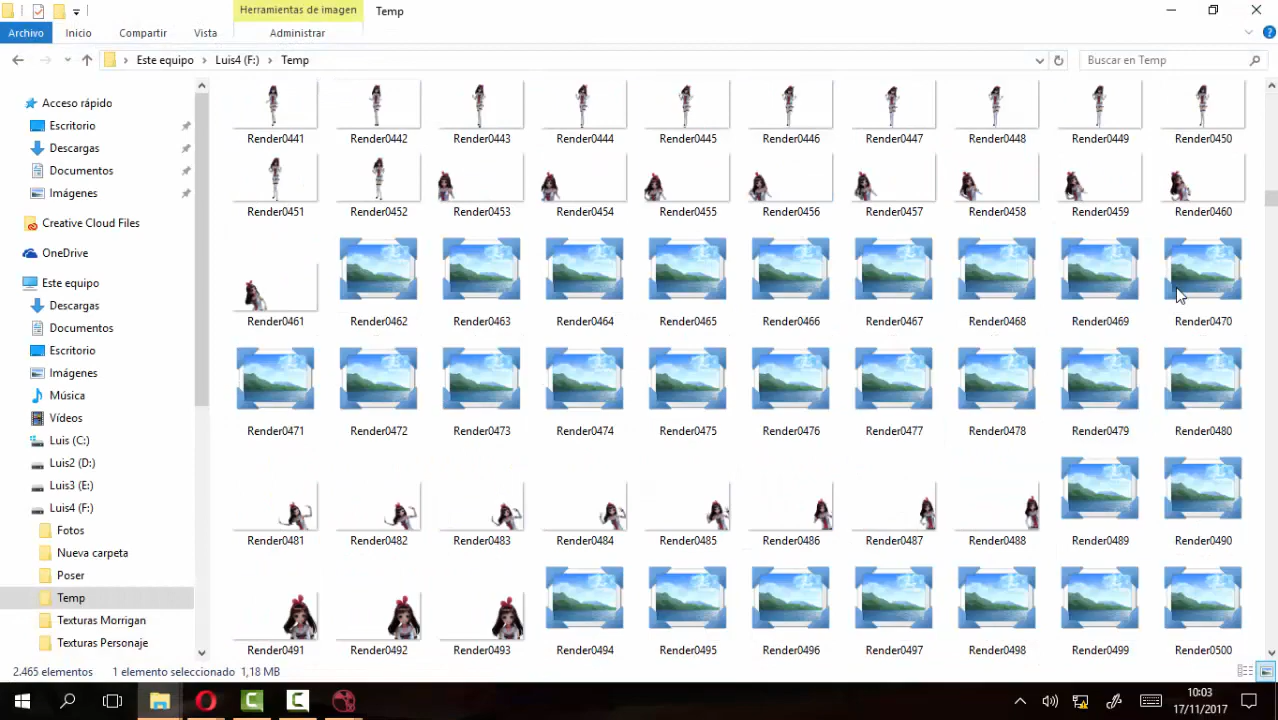 Herramientas de imagen
Temp
Archivo
Inicio
Compartir
Vista
Administrar
Este equipo
Luis4 (F:)
Temp
Buscar en Temp
Acceso rápido
Escritorio
Descargas
Documentos
Imágenes
Creative Cloud Files
OneDrive
Este equipo
Descargas
Documentos
Escritorio
Imágenes
Música
Vídeos
Luis (C:)
Luis2 (D:)
Luis3 (E:)
Luis4 (F:)
Fotos
Nueva carpeta
Poser
Temp
Texturas Morrigan
Texturas Personaje
Render0441 Render0442 Render0443 Render0444 Render0445 Render0446 Render0447 Render0448 Render0449 Render0450
Render0451 Render0452 Render0453 Render0454 Render0455 Render0456 Render0457 Render0458 Render0459 Render0460
Render0461 Render0462 Render0463 Render0464 Render0465 Render0466 Render0467 Render0468 Render0469 Render0470
Render0471 Render0472 Render0473 Render0474 Render0475 Render0476 Render0477 Render0478 Render0479 Render0480
Render0481 Render0482 Render0483 Render0484 Render0485 Render0486 Render0487 Render0488 Render0489 Render0490
Render0491 Render0492 Render0493 Render0494 Render0495 Render0496 Render0497 Render0498 Render0499 Render0500
2.465 elementos 1 elemento seleccionado 1,18 MB
10:03
17/11/2017